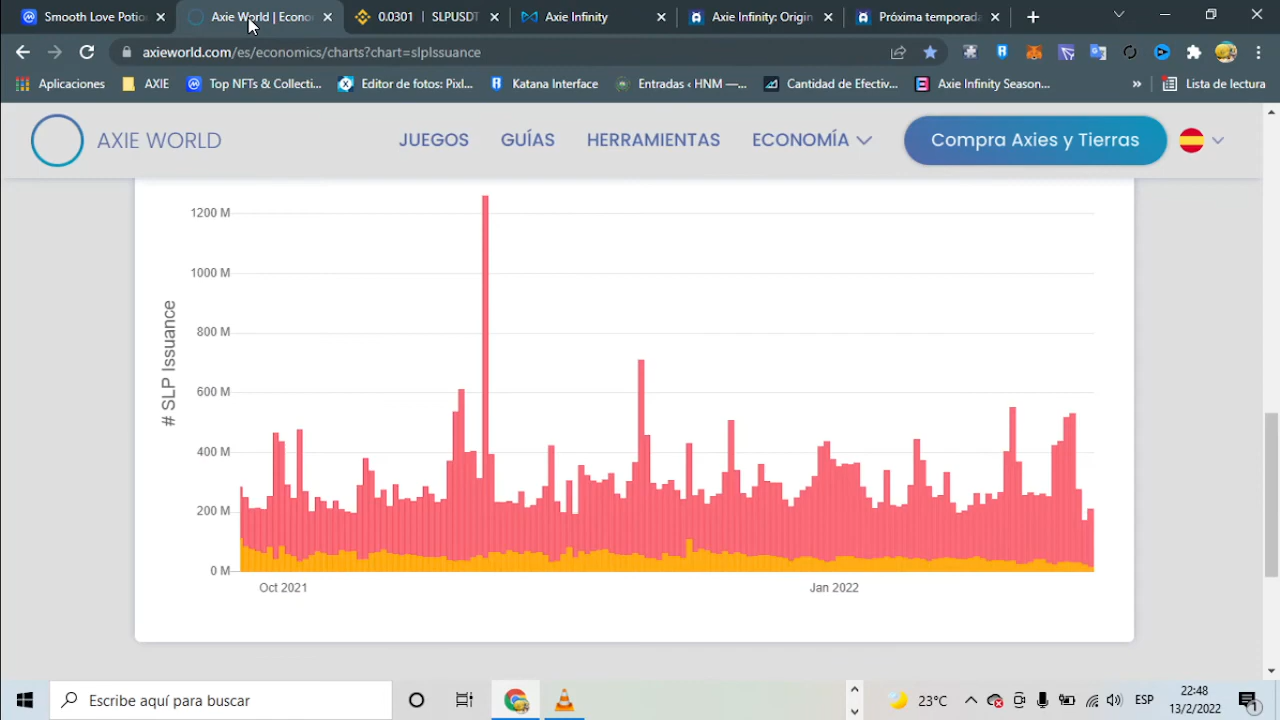 Smooth Love Potio
Axie World | Econo
0.0301 | SLPUSDT
Axie Infinity
Axie Infinity: Origin
Próxima temporada
axieworld.com/es/economics/charts?chart=slpIssuance
Aplicaciones
AXIE
Top NFTs & Collecti...
Editor de fotos: Pixl...
Katana Interface
Entradas ‹ HNM —...
Cantidad de Efectiv...
Axie Infinity Season...
»
Lista de lectura
AXIE WORLD
JUEGOS
GUÍAS
HERRAMIENTAS
ECONOMÍA
Compra Axies y Tierras
# SLP Issuance
1200 M
1000 M
800 M
600 M
400 M
200 M
0 M
Oct 2021
Jan 2022
Escribe aquí para buscar
23°C
ESP
22:48
13/2/2022
1